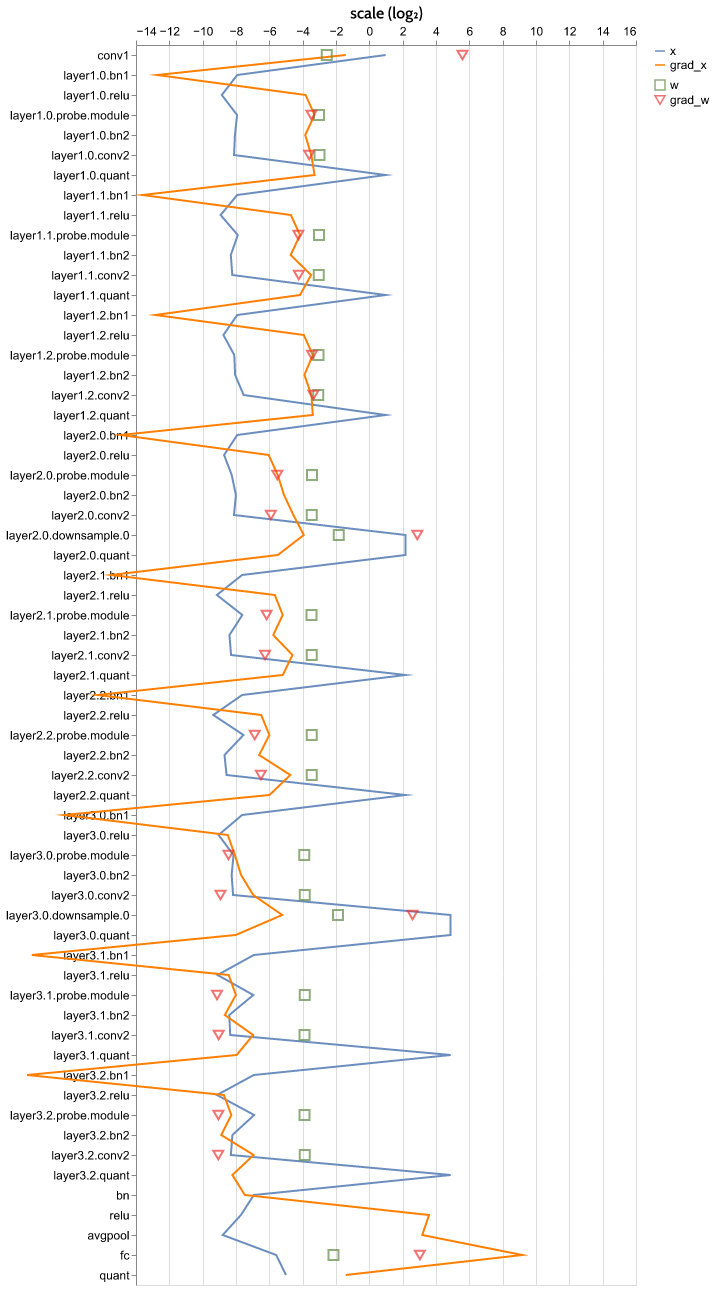 scale (log₂)
−14 −12 −10 −8 −6 −4 −2 0 2 4 6 8 10 12 14 16
x
grad_x
w
grad_w
conv1
layer1.0.bn1
layer1.0.relu
layer1.0.probe.module
layer1.0.bn2
layer1.0.conv2
layer1.0.quant
layer1.1.bn1
layer1.1.relu
layer1.1.probe.module
layer1.1.bn2
layer1.1.conv2
layer1.1.quant
layer1.2.bn1
layer1.2.relu
layer1.2.probe.module
layer1.2.bn2
layer1.2.conv2
layer1.2.quant
layer2.0.bn1
layer2.0.relu
layer2.0.probe.module
layer2.0.bn2
layer2.0.conv2
layer2.0.downsample.0
layer2.0.quant
layer2.1.bn1
layer2.1.relu
layer2.1.probe.module
layer2.1.bn2
layer2.1.conv2
layer2.1.quant
layer2.2.bn1
layer2.2.relu
layer2.2.probe.module
layer2.2.bn2
layer2.2.conv2
layer2.2.quant
layer3.0.bn1
layer3.0.relu
layer3.0.probe.module
layer3.0.bn2
layer3.0.conv2
layer3.0.downsample.0
layer3.0.quant
layer3.1.bn1
layer3.1.relu
layer3.1.probe.module
layer3.1.bn2
layer3.1.conv2
layer3.1.quant
layer3.2.bn1
layer3.2.relu
layer3.2.probe.module
layer3.2.bn2
layer3.2.conv2
layer3.2.quant
bn
relu
avgpool
fc
quant